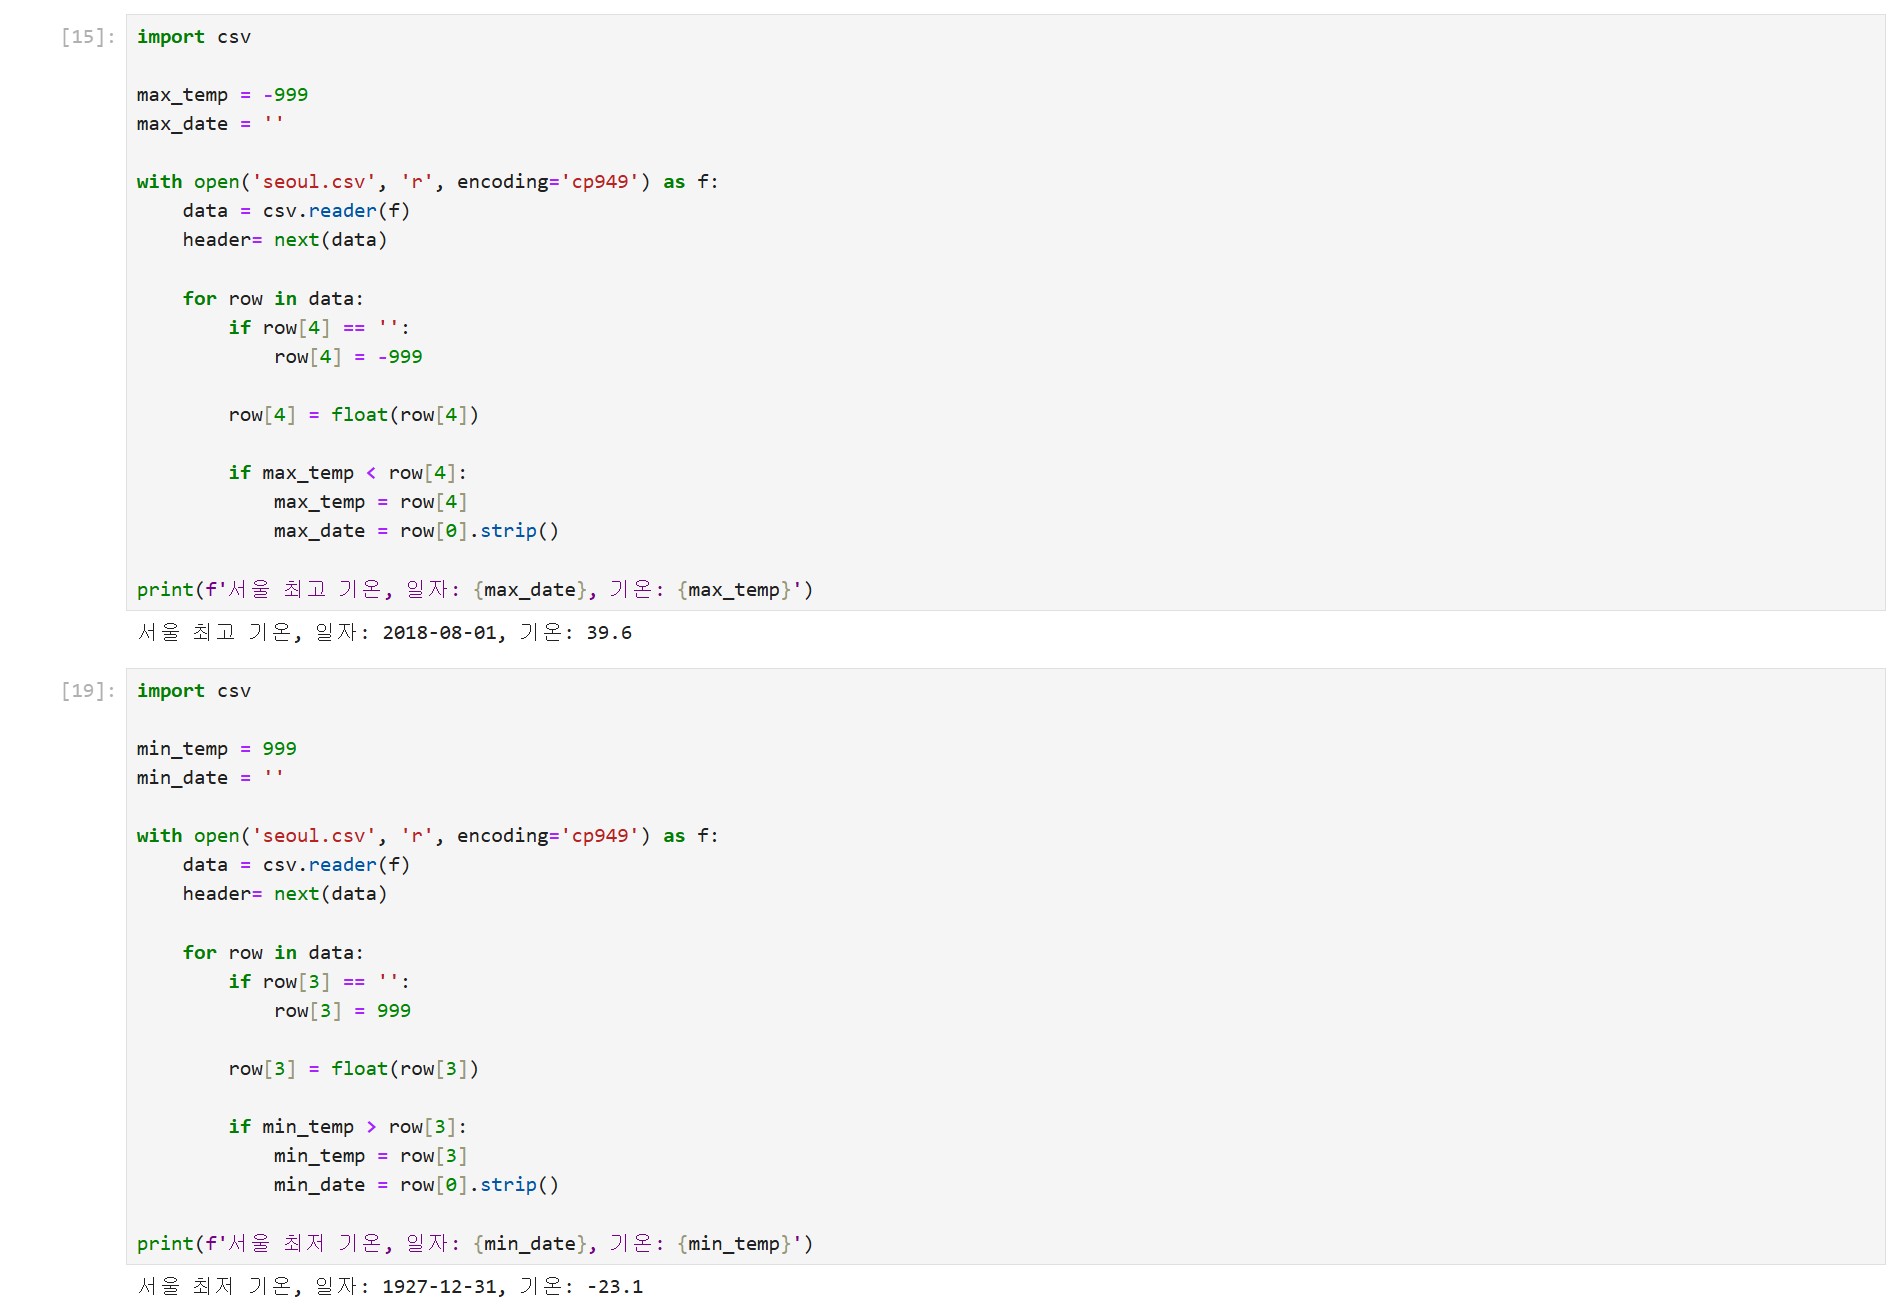 [15]: import csv
max_temp = -999
max_date = ''
with open('seoul.csv', 'r', encoding='cp949') as f:
    data = csv.reader(f)
    header= next(data)
    for row in data:
        if row[4] == '':
            row[4] = -999
        row[4] = float(row[4])
        if max_temp < row[4]:
            max_temp = row[4]
            max_date = row[0].strip()
print(f'서울 최고 기온, 일자: {max_date}, 기온: {max_temp}')
서울 최고 기온, 일자: 2018-08-01, 기온: 39.6
[19]: import csv
min_temp = 999
min_date = ''
with open('seoul.csv', 'r', encoding='cp949') as f:
    data = csv.reader(f)
    header= next(data)
    for row in data:
        if row[3] == '':
            row[3] = 999
        row[3] = float(row[3])
        if min_temp > row[3]:
            min_temp = row[3]
            min_date = row[0].strip()
print(f'서울 최저 기온, 일자: {min_date}, 기온: {min_temp}')
서울 최저 기온, 일자: 1927-12-31, 기온: -23.1